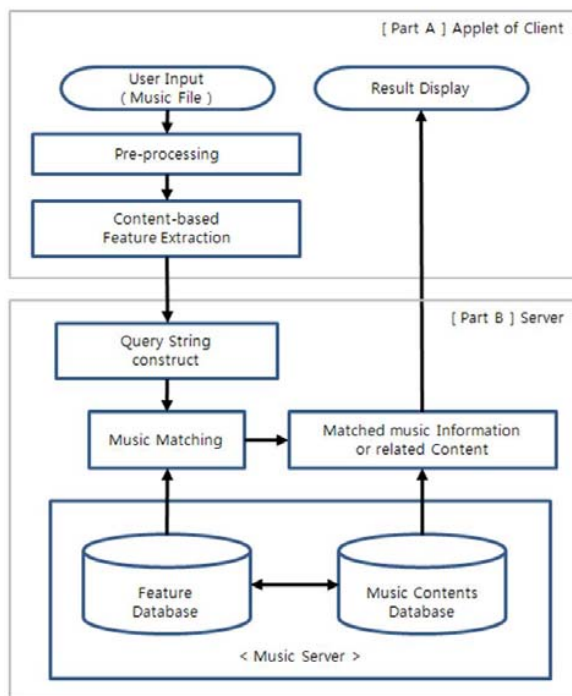 [ Part A ] Applet of Client
User Input
( Music File )
Result Display
Pre-processing
Content-based
Feature Extraction
[ Part B ] Server
Query String
construct
Music Matching
Matched music Information
or related Content
Feature
Database
Music Contents
Database
< Music Server >